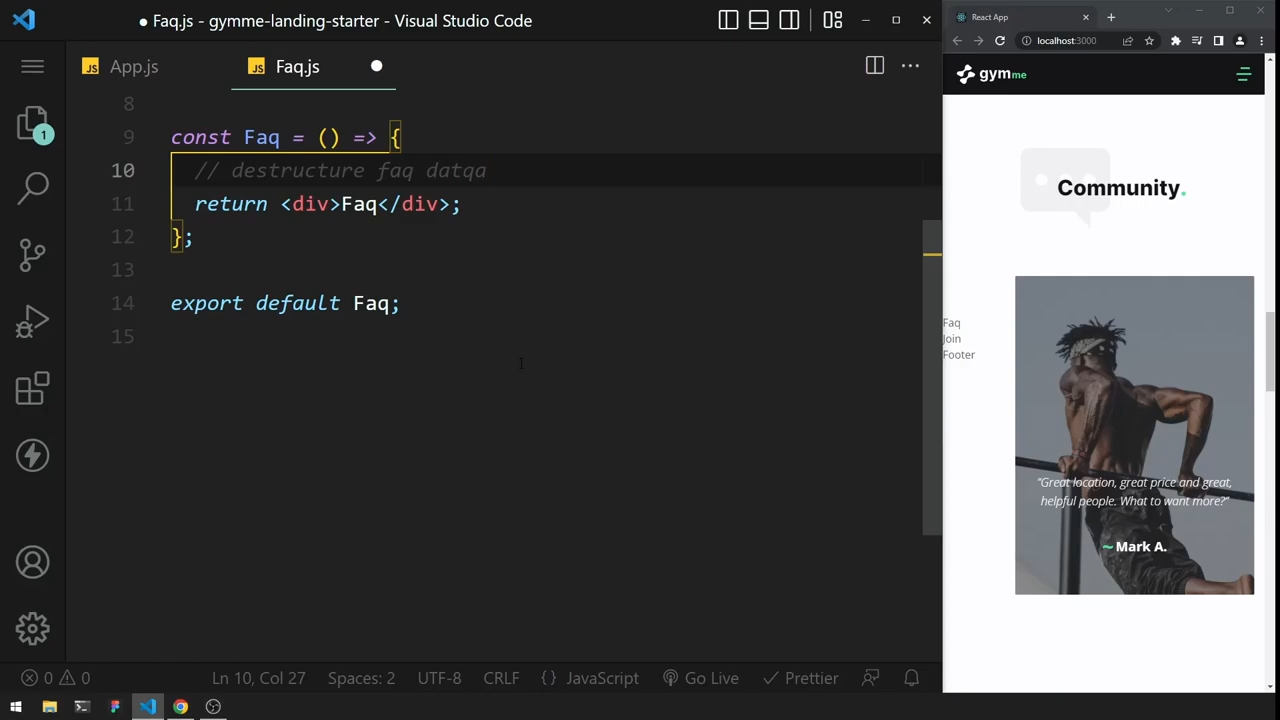 Faq.js - gymme-landing-starter - Visual Studio Code
JS App.js
JS Faq.js
1
8
9 const Faq = () => {
10 // destructure faq datqa
11 return <div>Faq</div>;
12 };
13
14 export default Faq;
15
0 0
Ln 10, Col 27
Spaces: 2
UTF-8
CRLF
{} JavaScript
Go Live
Prettier
React App
localhost:3000
gymme
Community.
Faq
Join
Footer
"Great location, great price and great,
helpful people. What to want more?"
~ Mark A.